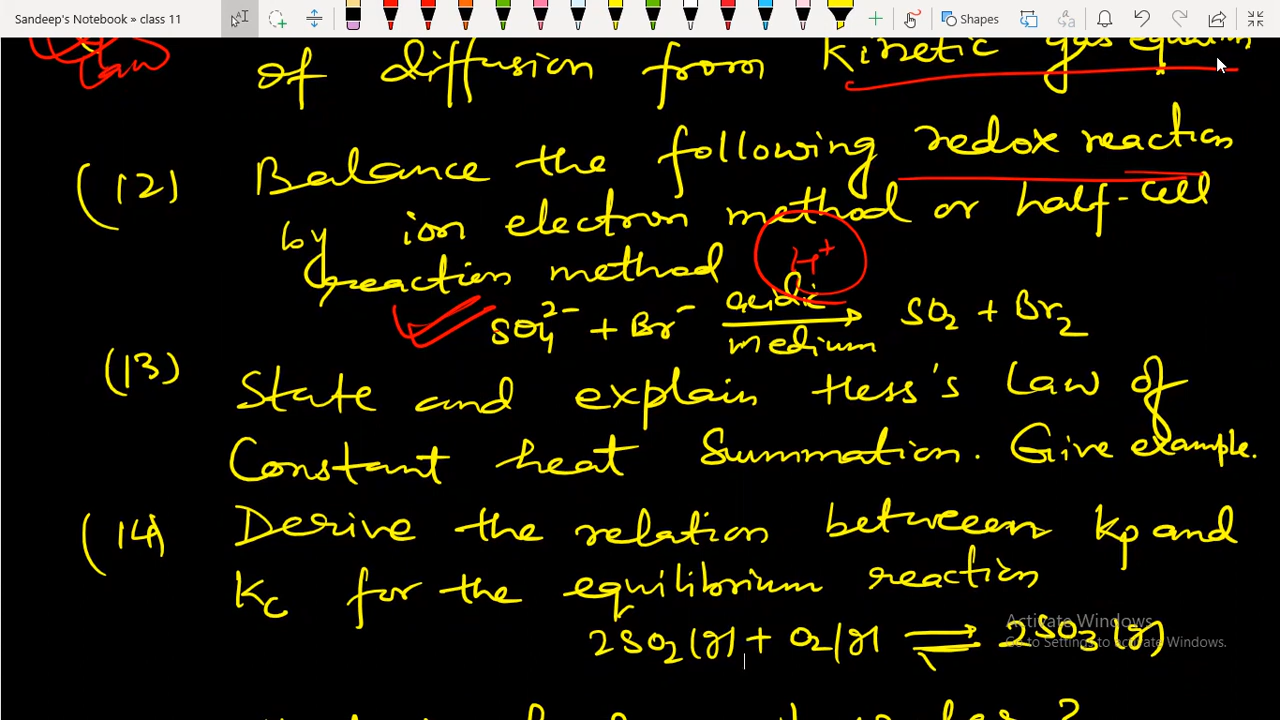 Sandeep's Notebook » class 11
Shapes
Law
of diffusion from kinetic gas equation
(12) Balance the following redox reaction
by ion electron method or half-cell
reaction method H⁺
SO₄²⁻ + Br⁻ acidic medium → SO₂ + Br₂
(13) State and explain Hess's Law of
Constant heat Summation. Give example.
(14) Derive the relation between Kp and
Kc for the equilibrium reaction
2SO₂(g) + O₂(g) ⇌ 2SO₃(g)
Activate Windows
Go to Settings to activate Windows.